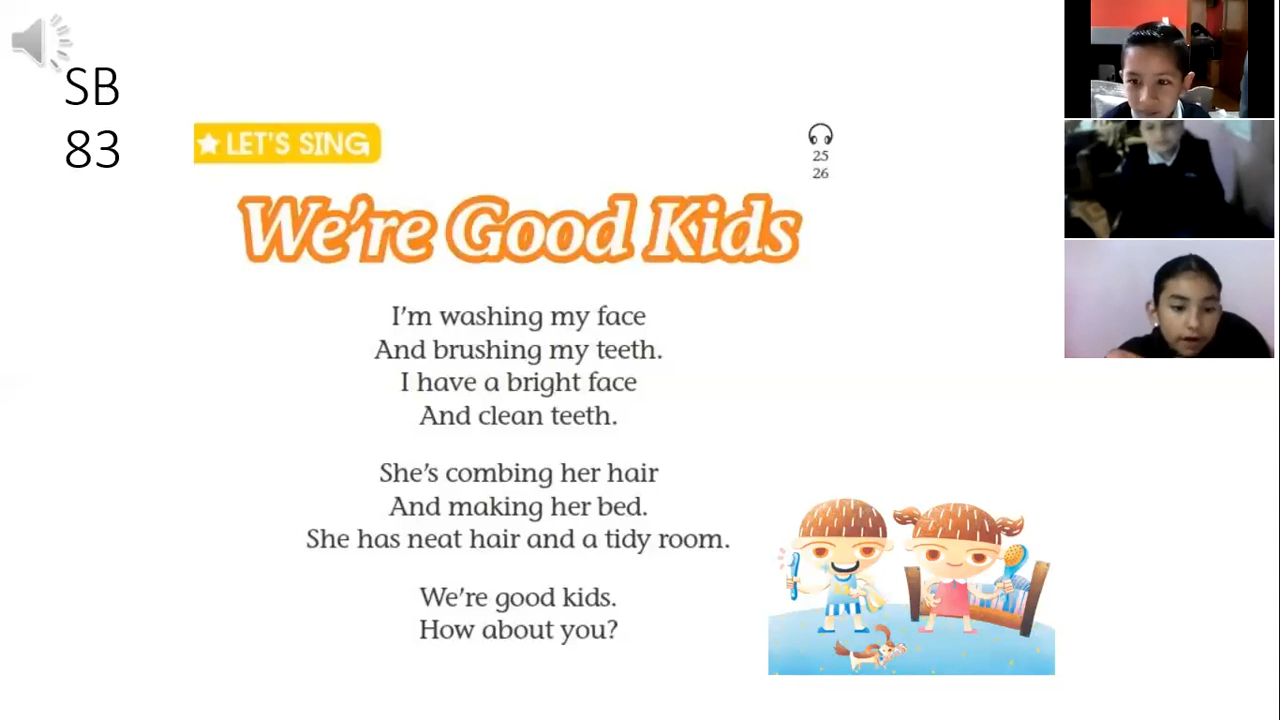 SB
83
LET'S SING
25
26
We're Good Kids
I'm washing my face
And brushing my teeth.
I have a bright face
And clean teeth.
She's combing her hair
And making her bed.
She has neat hair and a tidy room.
We're good kids.
How about you?